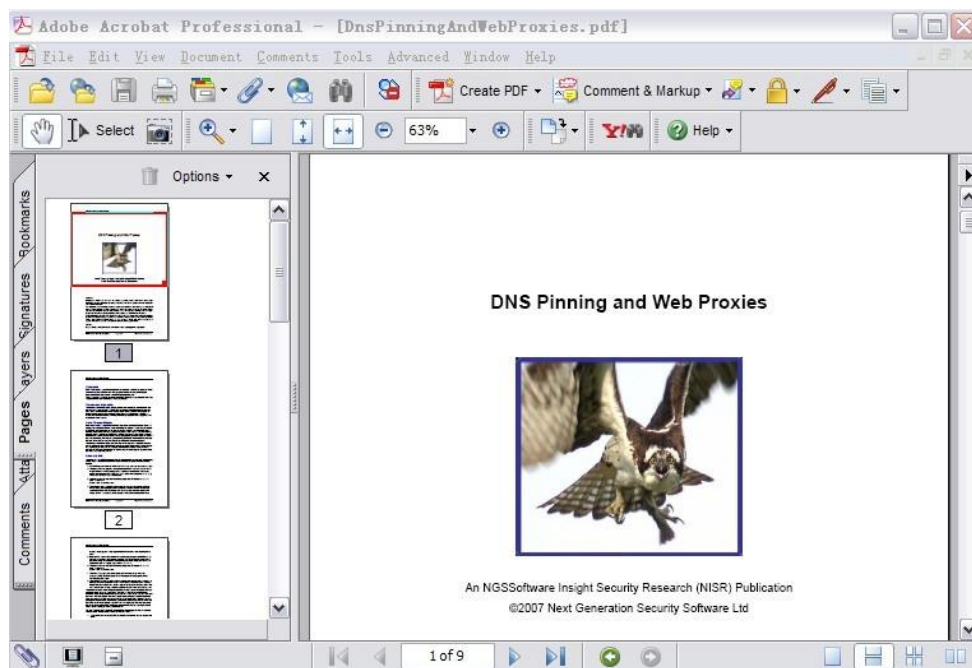 Adobe Acrobat Professional - [DnsPinningAndWebProxies.pdf]
File Edit View Document Comments Tools Advanced Window Help
Create PDF Comment & Markup
Select 63% Y! Help
Options
Bookmarks
Signatures
ayers
Pages
Atta
Comments
1
2
DNS Pinning and Web Proxies
An NGSSoftware Insight Security Research (NISR) Publication
©2007 Next Generation Security Software Ltd
1 of 9